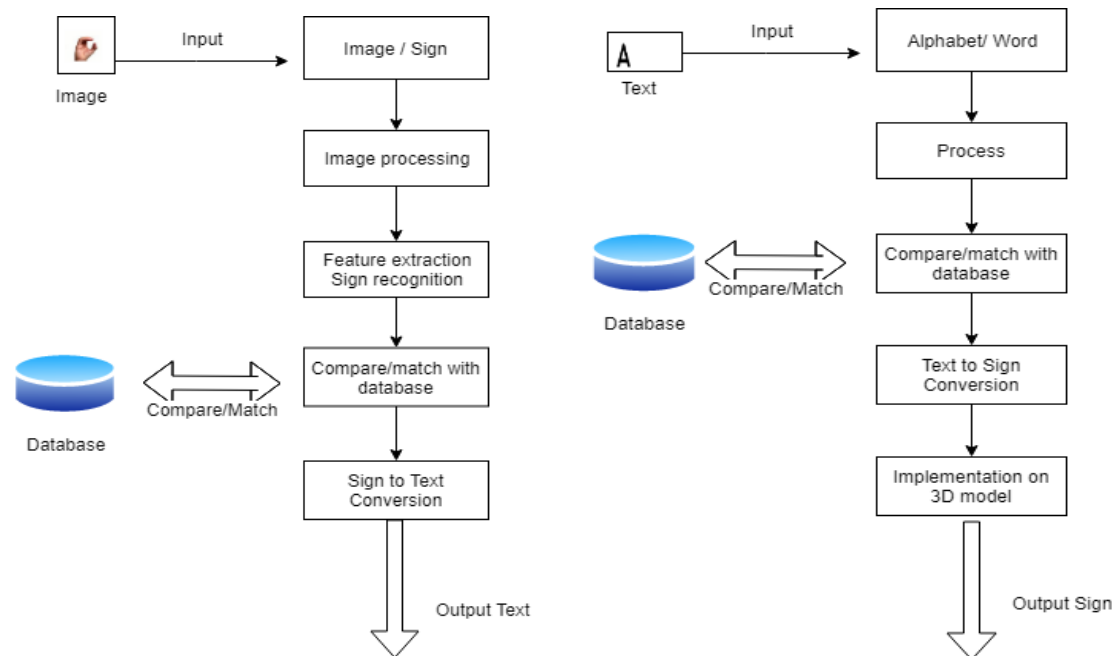 Input
Image / Sign
Image
Image processing
Feature extraction
Sign recognition
Compare/match with
database
Compare/Match
Database
Sign to Text
Conversion
Output Text
Input
A
Alphabet/ Word
Text
Process
Compare/match with
database
Compare/Match
Database
Text to Sign
Conversion
Implementation on
3D model
Output Sign